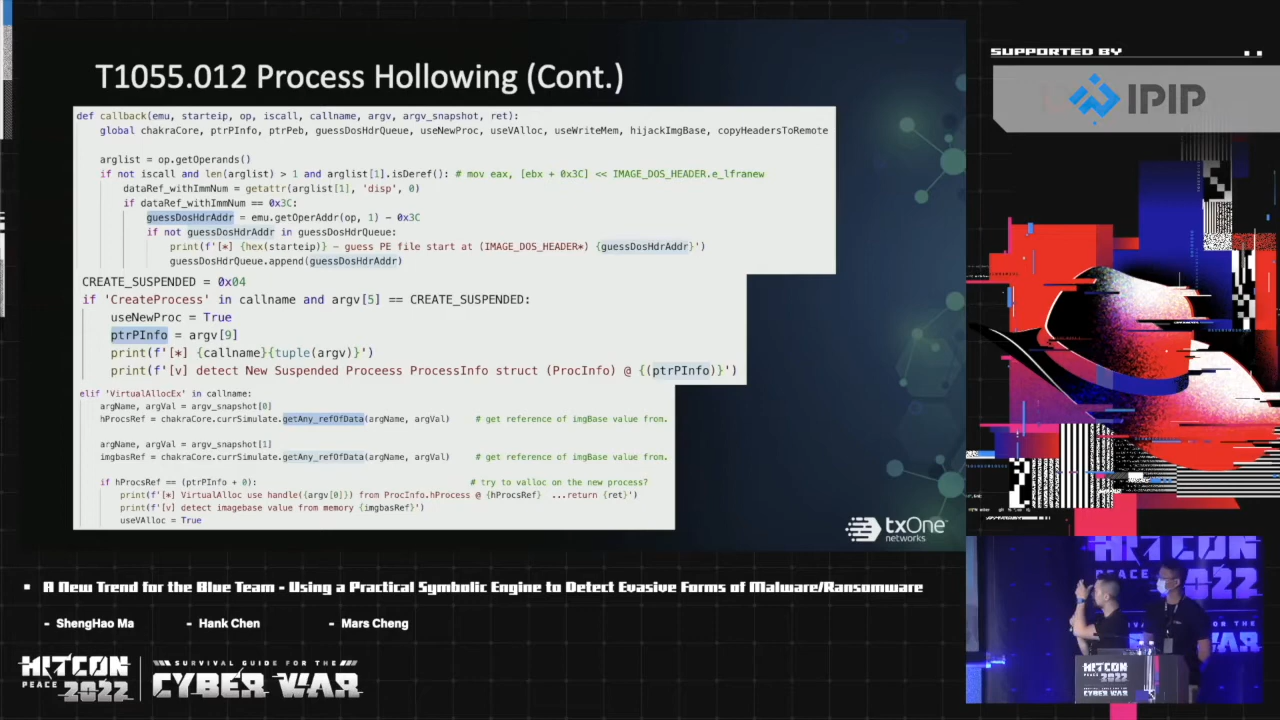 T1055.012 Process Hollowing (Cont.)
def callback(emu, starteip, op, iscall, callname, argv, argv_snapshot, ret):
global chakraCore, ptrPInfo, ptrPeb, guessDosHdrQueue, useNewProc, useVAlloc, useWriteMem, hijackImgBase, copyHeadersToRemote
arglist = op.getOperands()
if not iscall and len(arglist) > 1 and arglist[1].isDeref(): # mov eax, [ebx + 0x3C] << IMAGE_DOS_HEADER.e_lfranew
dataRef_withImmNum = getattr(arglist[1], 'disp', 0)
if dataRef_withImmNum == 0x3C:
guessDosHdrAddr = emu.getOperAddr(op, 1) - 0x3C
if not guessDosHdrAddr in guessDosHdrQueue:
print(f'[*] {hex(starteip)} - guess PE file start at (IMAGE_DOS_HEADER*) {guessDosHdrAddr}')
guessDosHdrQueue.append(guessDosHdrAddr)
CREATE_SUSPENDED = 0x04
if 'CreateProcess' in callname and argv[5] == CREATE_SUSPENDED:
useNewProc = True
ptrPInfo = argv[9]
print(f'[*] {callname}{tuple(argv)}')
print(f'[v] detect New Suspended Proceess ProcessInfo struct (ProcInfo) @ {(ptrPInfo)}')
elif 'VirtualAllocEx' in callname:
argName, argVal = argv_snapshot[0]
hProcsRef = chakraCore.currSimulate.getAny_refOfData(argName, argVal) # get reference of imgBase value from.
argName, argVal = argv_snapshot[1]
imgbasRef = chakraCore.currSimulate.getAny_refOfData(argName, argVal) # get reference of imgBase value from.
if hProcsRef == (ptrPInfo + 0): # try to valloc on the new process?
print(f'[*] VirtualAlloc use handle({argv[0]}) from ProcInfo.hProcess @ {hProcsRef} ...return {ret}')
print(f'[v] detect imagebase value from memory {imgbasRef}')
useVAlloc = True
txOne
networks
SUPPORTED BY
IPIP
A New Trend for the Blue Team - Using a Practical Symbolic Engine to Detect Evasive Forms of Malware/Ransomware
- ShengHao Ma - Hank Chen - Mars Cheng
HITCON
PEACE 2022
SURVIVAL GUIDE FOR THE
CYBER WAR
HITCON
PEACE 2022
HITCON
PEACE 2022
CYBER WAR